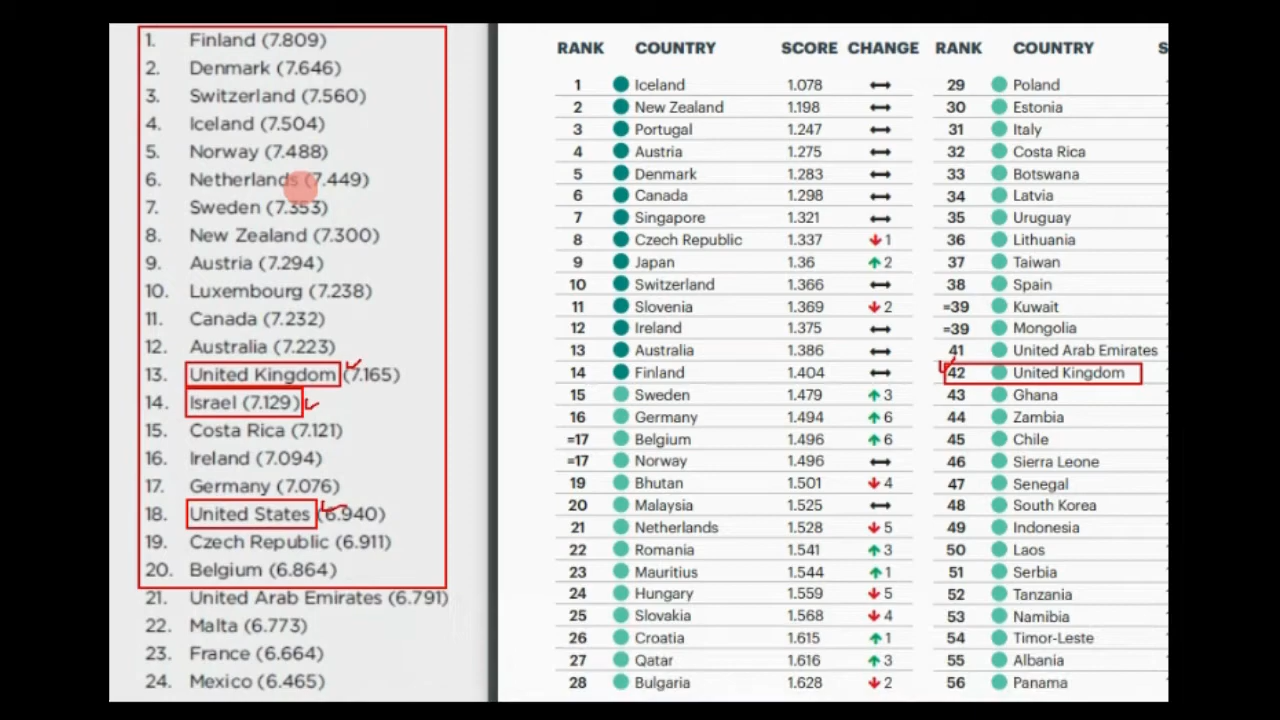 1. Finland (7.809)
2. Denmark (7.646)
3. Switzerland (7.560)
4. Iceland (7.504)
5. Norway (7.488)
6. Netherlands (7.449)
7. Sweden (7.353)
8. New Zealand (7.300)
9. Austria (7.294)
10. Luxembourg (7.238)
11. Canada (7.232)
12. Australia (7.223)
13. United Kingdom (7.165)
14. Israel (7.129)
15. Costa Rica (7.121)
16. Ireland (7.094)
17. Germany (7.076)
18. United States (6.940)
19. Czech Republic (6.911)
20. Belgium (6.864)
21. United Arab Emirates (6.791)
22. Malta (6.773)
23. France (6.664)
24. Mexico (6.465)
RANK COUNTRY SCORE CHANGE RANK COUNTRY S
1 Iceland 1.078 ↔ 29 Poland
2 New Zealand 1.198 ↔ 30 Estonia
3 Portugal 1.247 ↔ 31 Italy
4 Austria 1.275 ↔ 32 Costa Rica
5 Denmark 1.283 ↔ 33 Botswana
6 Canada 1.298 ↔ 34 Latvia
7 Singapore 1.321 ↔ 35 Uruguay
8 Czech Republic 1.337 ↓ 1 36 Lithuania
9 Japan 1.36 ↑ 2 37 Taiwan
10 Switzerland 1.366 ↔ 38 Spain
11 Slovenia 1.369 ↓ 2 =39 Kuwait
12 Ireland 1.375 ↔ =39 Mongolia
13 Australia 1.386 ↔ 41 United Arab Emirates
14 Finland 1.404 ↔ 42 United Kingdom
15 Sweden 1.479 ↑ 3 43 Ghana
16 Germany 1.494 ↑ 6 44 Zambia
=17 Belgium 1.496 ↑ 6 45 Chile
=17 Norway 1.496 ↔ 46 Sierra Leone
19 Bhutan 1.501 ↓ 4 47 Senegal
20 Malaysia 1.525 ↔ 48 South Korea
21 Netherlands 1.528 ↓ 5 49 Indonesia
22 Romania 1.541 ↑ 3 50 Laos
23 Mauritius 1.544 ↑ 1 51 Serbia
24 Hungary 1.559 ↓ 5 52 Tanzania
25 Slovakia 1.568 ↓ 4 53 Namibia
26 Croatia 1.615 ↑ 1 54 Timor-Leste
27 Qatar 1.616 ↑ 3 55 Albania
28 Bulgaria 1.628 ↓ 2 56 Panama